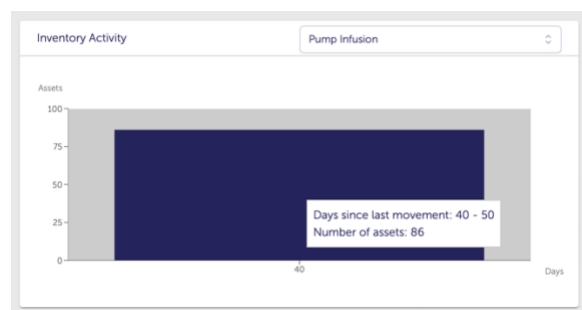 Inventory Activity
Pump Infusion
Assets
100
75
50
25
0
Days since last movement: 40 - 50
Number of assets: 86
40
Days